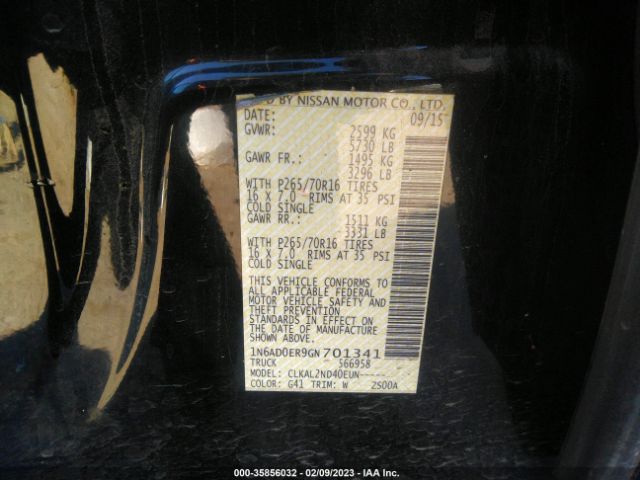 BY NISSAN MOTOR CO., LTD.
DATE: 09/15
GVWR: 2599 KG
5730 LB
GAWR FR.: 1495 KG
3296 LB
WITH P265/70R16 TIRES
16 X 7.0 RIMS AT 35 PSI
COLD SINGLE
GAWR RR.: 1511 KG
3331 LB
WITH P265/70R16 TIRES
16 X 7.0 RIMS AT 35 PSI
COLD SINGLE
THIS VEHICLE CONFORMS TO
ALL APPLICABLE FEDERAL
MOTOR VEHICLE SAFETY AND
THEFT PREVENTION
STANDARDS IN EFFECT ON
THE DATE OF MANUFACTURE
SHOWN ABOVE.
1N6AD0ER9GN701341
TRUCK 566958
MODEL: CLKAL2ND40EUN-----
COLOR: G41 TRIM: W 2S00A
000-35856032 - 02/09/2023 - IAA Inc.